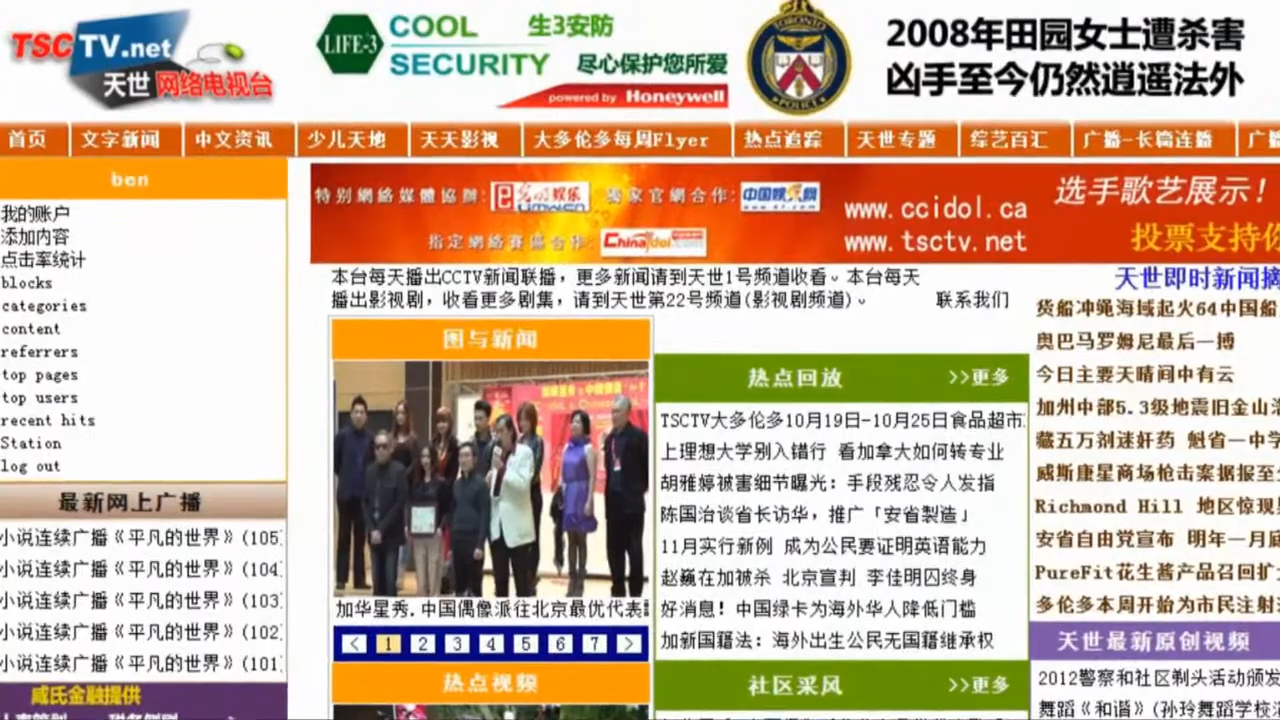 TSCTV.net
天世网络电视台
LIFE-3
COOL
SECURITY
生3安防
尽心保护您所爱
powered by Honeywell
TORONTO
POLICE
2008年田园女士遭杀害
凶手至今仍然逍遥法外
首页 文字新闻 中文资讯 少儿天地 天天影视 大多伦多每周Flyer 热点追踪 天世专题 综艺百汇 广播-长篇连播 广播
ben
我的账户
添加内容
点击率统计
blocks
categories
content
referrers
top pages
top users
recent hits
Station
log out
最新网上广播
小说连续广播《平凡的世界》(105)
小说连续广播《平凡的世界》(104)
小说连续广播《平凡的世界》(103)
小说连续广播《平凡的世界》(102)
小说连续广播《平凡的世界》(101)
咸氏金融提供
特别網絡媒體協辦:
獨家官網合作: 中国娱乐网
指定網絡賽區合作: Chinaidol.com
www.ccidol.ca
www.tsctv.net
选手歌艺展示!
投票支持你
本台每天播出CCTV新闻联播，更多新闻请到天世1号频道收看。本台每天
播出影视剧，收看更多剧集，请到天世第22号频道(影视剧频道)。
联系我们
图与新闻
加华星秀.中国偶像派往北京最优代表
< 1 2 3 4 5 6 7 >
热点视频
热点回放 >>更多
TSCTV大多伦多10月19日-10月25日食品超市
上理想大学别入错行 看加拿大如何转专业
胡雅婷被害细节曝光：手段残忍令人发指
陈国治谈省长访华，推广「安省製造」
11月实行新例 成为公民要证明英语能力
赵巍在加被杀 北京宣判 李佳明囚终身
好消息！中国绿卡为海外华人降低门槛
加新国籍法：海外出生公民无国籍继承权
社区采风 >>更多
天世即时新闻摘
货船冲绳海域起火64中国船
奥巴马罗姆尼最后一搏
今日主要天晴间中有云
加州中部5.3级地震旧金山
藏五万剂迷奸药 魁省一中学
威斯康星商场枪击案据报至
Richmond Hill 地区惊现
安省自由党宣布 明年一月底
PureFit花生酱产品召回扩
多伦多本周开始为市民注射
天世最新原创视频
2012警察和社区剃头活动颁发
舞蹈《和谐》(孙玲舞蹈学校